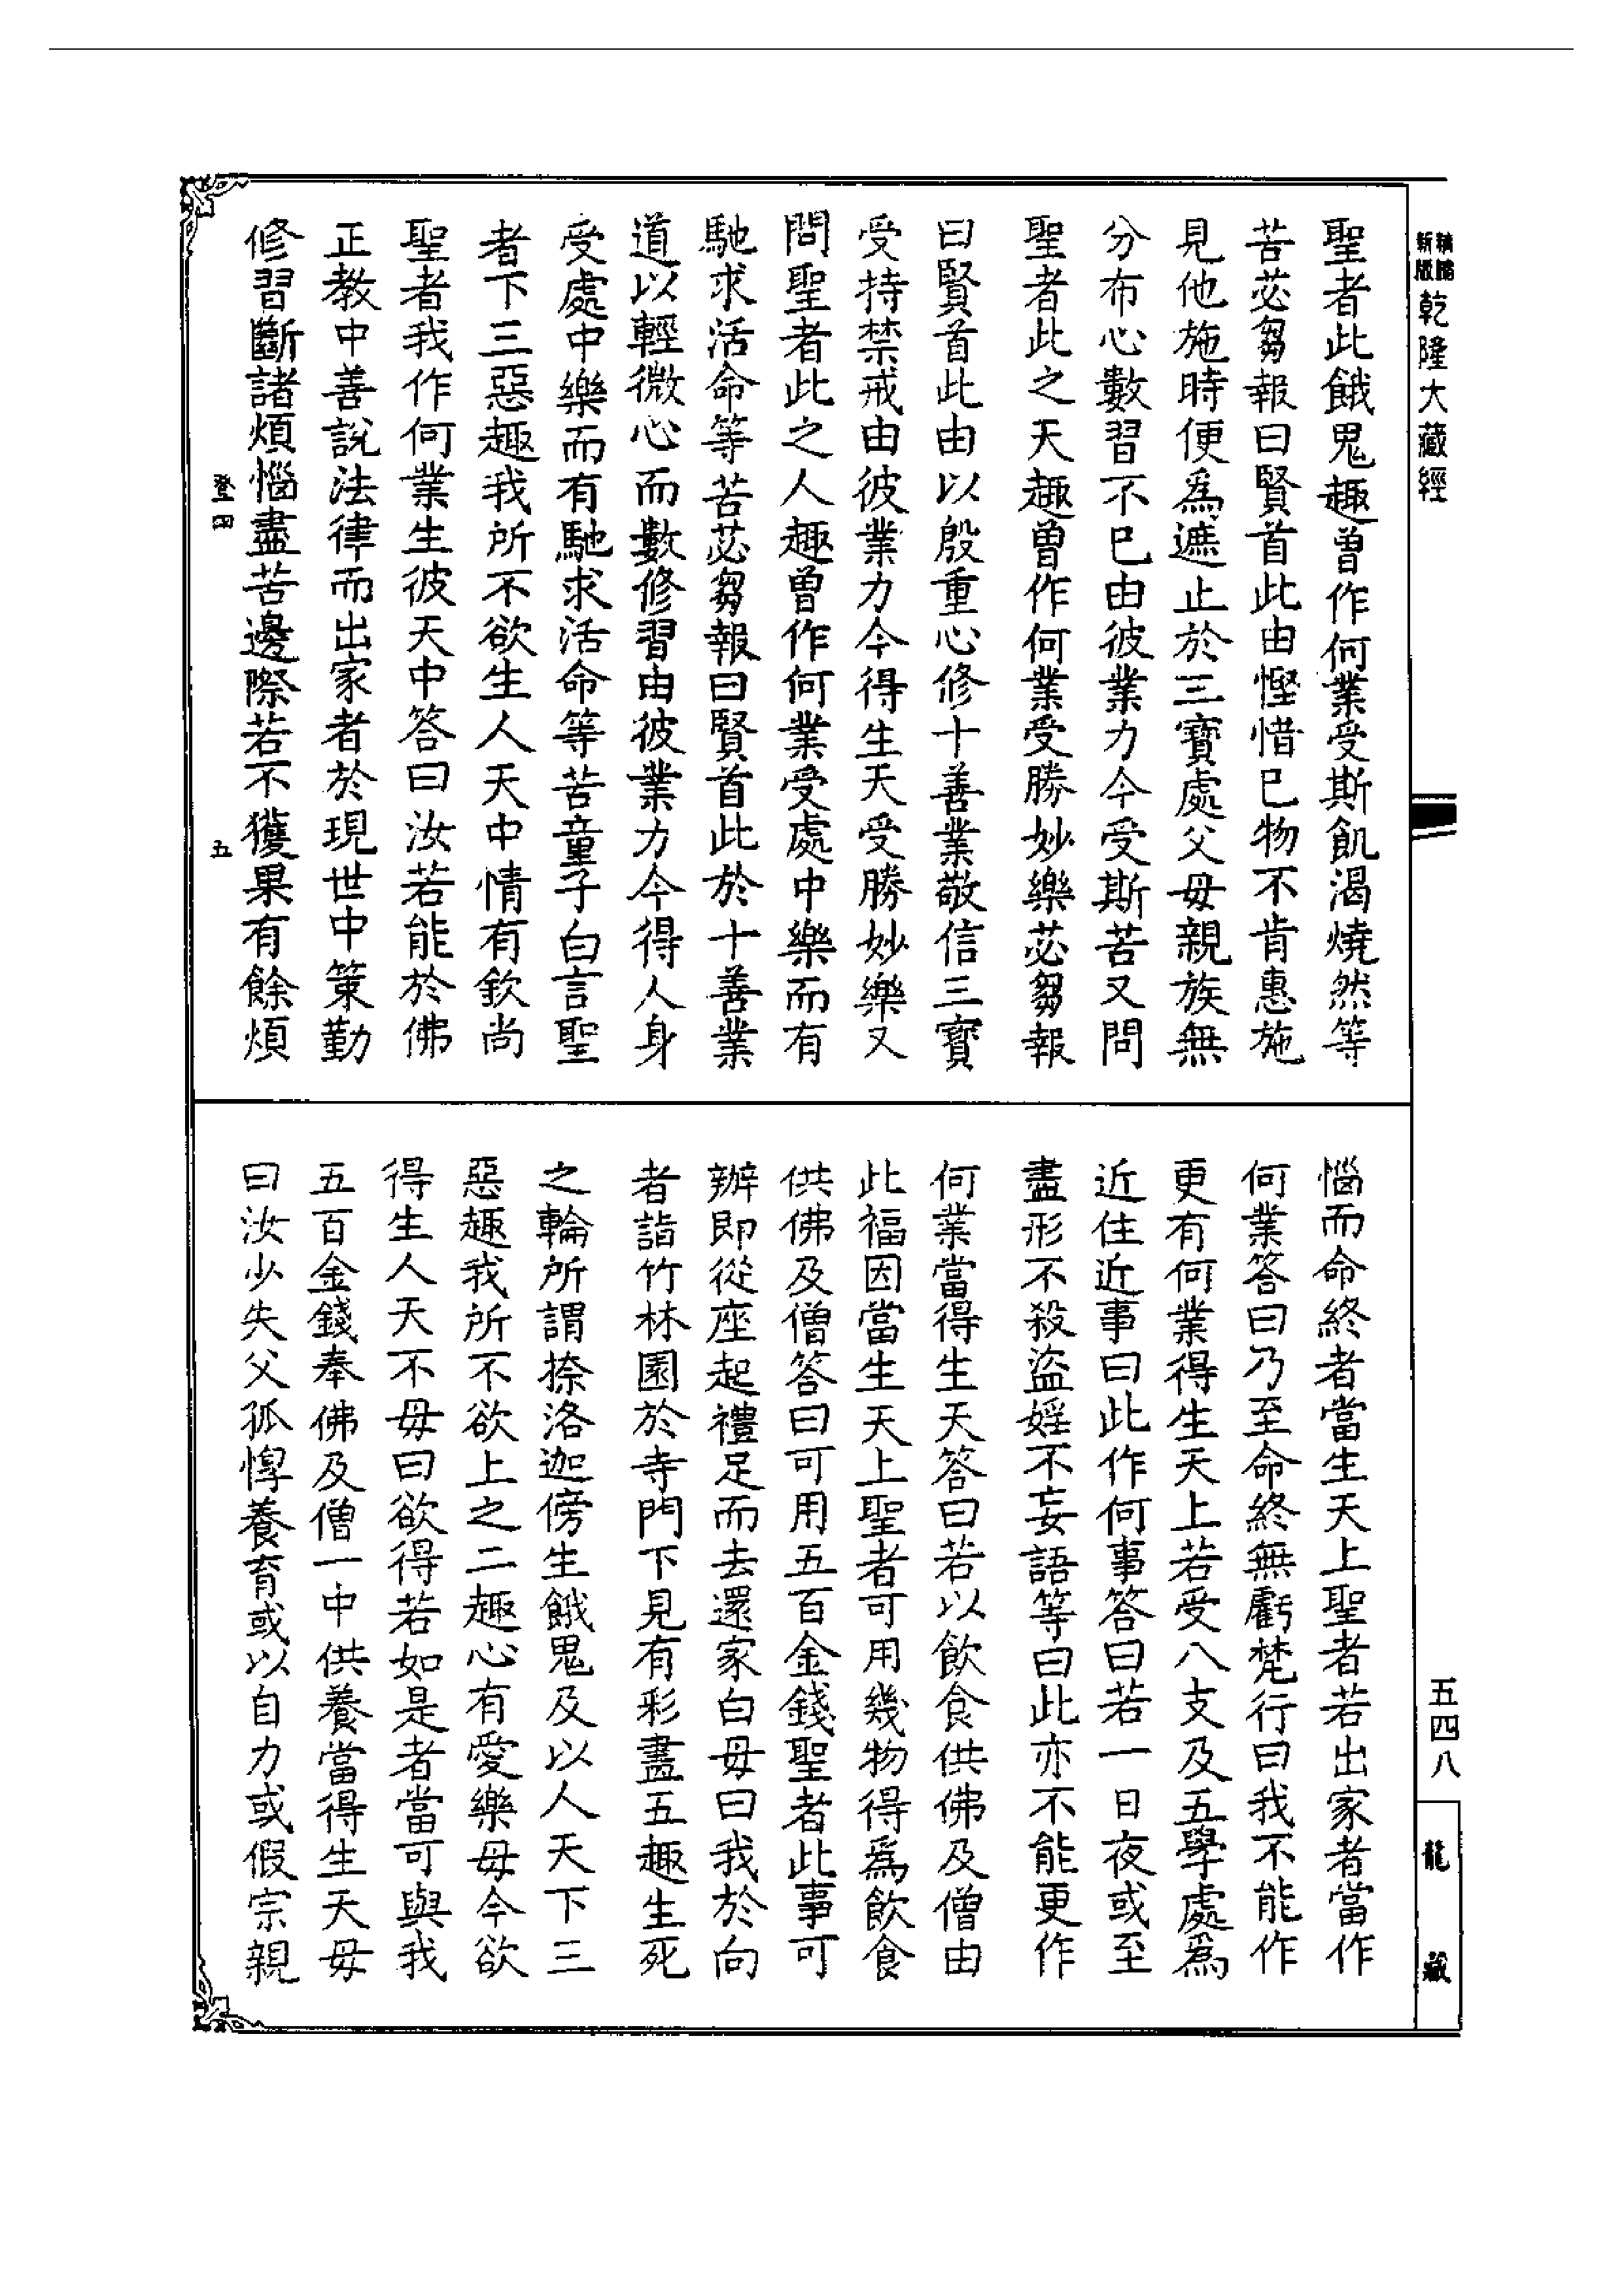 乾隆大藏經
聖者此餓鬼趣曾作何業受斯飢渴燒然等
苦苾芻報曰賢首此由慳惜已物不肯惠施
見他施時便爲遮止於三寶處父母親族無
分布心數習不已由彼業力今受斯苦又問
聖者此之天趣曾作何業受勝妙樂苾芻報
曰賢首此由以殷重心修十善業敬信三寶
受持禁戒由彼業力今得生天受勝妙樂又
問聖者此之人趣曾作何業受處中樂而有
馳求活命等苦苾芻報曰賢首此於十善業
道以輕微心而數修習由彼業力今得人身
受處中樂而有馳求活命等苦童子白言聖
者下三惡趣我所不欲生人天中情有欽尚
聖者我作何業生彼天中答曰汝若能於佛
正教中善說法律而出家者於現世中策勤
修習斷諸煩惱盡苦邊際若不獲果有餘煩
登四 五
惱而命終者當生天上聖者若出家者當作
何業答曰乃至命終無虧梵行曰我不能作
更有何業得生天上若受八支及五學處爲
近住近事曰此作何事答曰若一日夜或至
盡形不殺盜婬不妄語等曰此亦不能更作
何業當得生天答曰若以飲食供佛及僧由
此福因當生天上聖者可用幾物得爲飲食
供佛及僧答曰可用五百金錢聖者此事可
辦即從座起禮足而去還家白母曰我於向
者詣竹林園於寺門下見有彩畫五趣生死
之輪所謂捺洛迦傍生餓鬼及以人天下三
惡趣我所不欲上之二趣心有愛樂母今欲
得生人天不母曰欲得若如是者當可與我
五百金錢奉佛及僧一中供養當得生天母
曰汝少失父孤惸養育或以自力或假宗親
五四八
龍藏